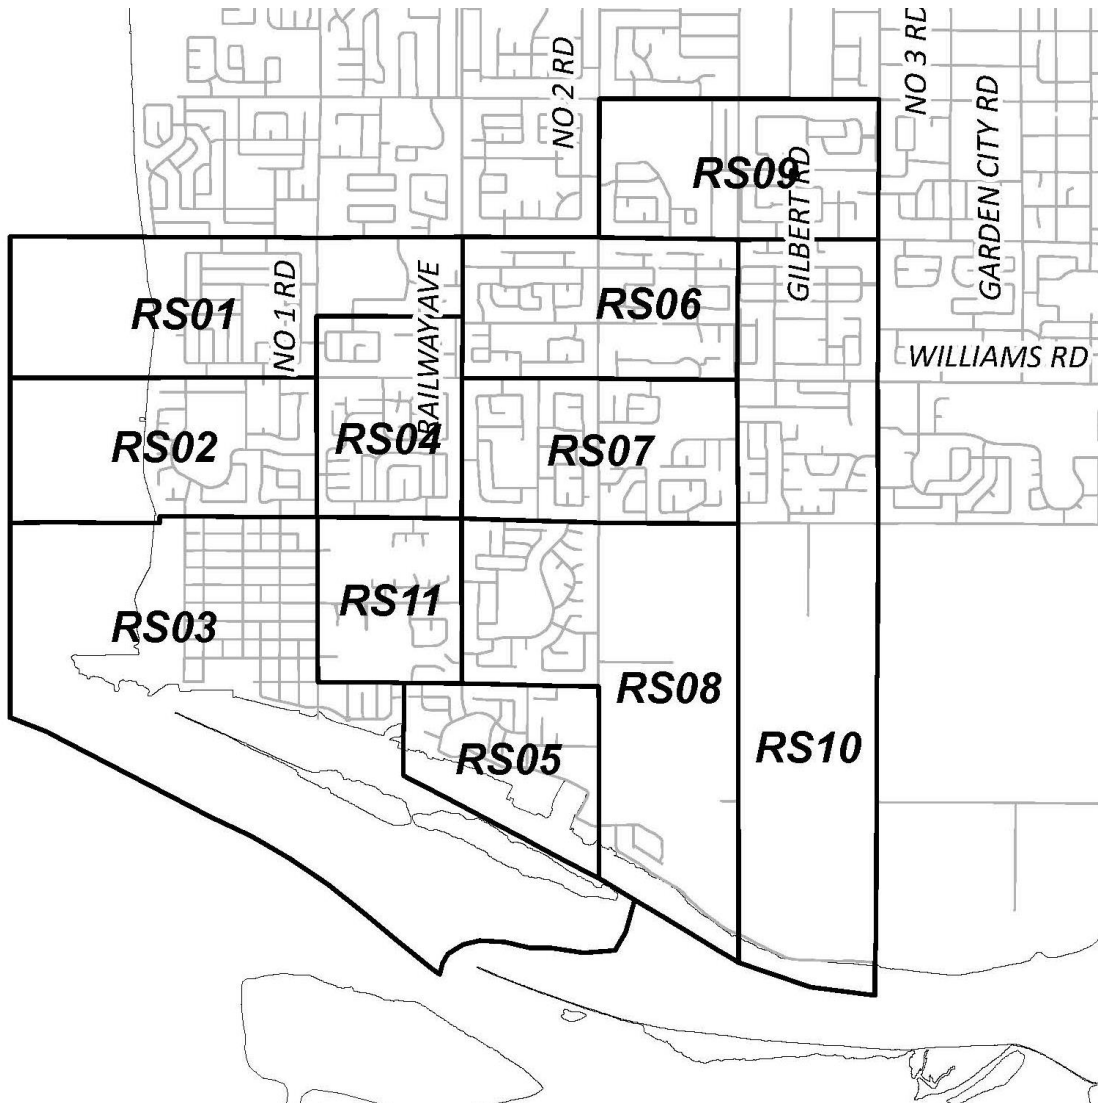 NO 3 RD
NO 2 RD
GARDEN CITY RD
RS09
GILBERT RD
RS01
NO 1 RD
RAILWAY AVE
RS06
WILLIAMS RD
RS02
RS04
RS07
RS03
RS11
RS08
RS05
RS10